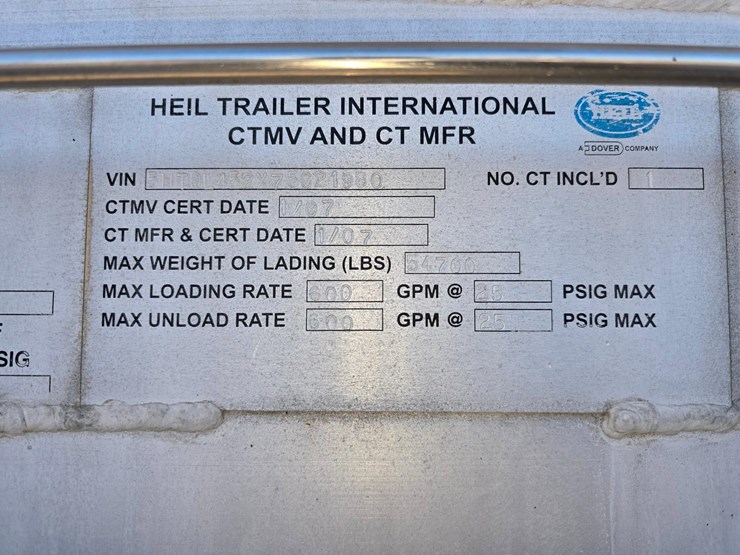 HEIL TRAILER INTERNATIONAL
CTMV AND CT MFR
HEIL
A DOVER COMPANY
VIN
NO. CT INCL'D 1
CTMV CERT DATE 1/07
CT MFR & CERT DATE 1/07
MAX WEIGHT OF LADING (LBS) 54700
MAX LOADING RATE 600 GPM @ 25 PSIG MAX
MAX UNLOAD RATE 600 GPM @ 25 PSIG MAX
SIG